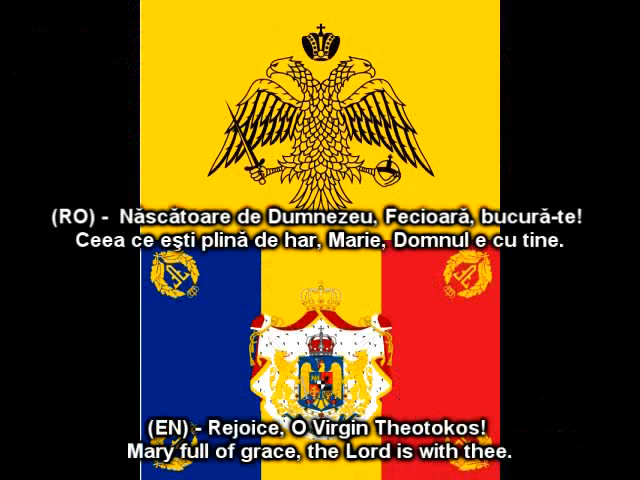 (RO) - Născătoare de Dumnezeu, Fecioară, bucură-te!
Ceea ce eşti plină de har, Marie, Domnul e cu tine.
(EN) - Rejoice, O Virgin Theotokos!
Mary full of grace, the Lord is with thee.